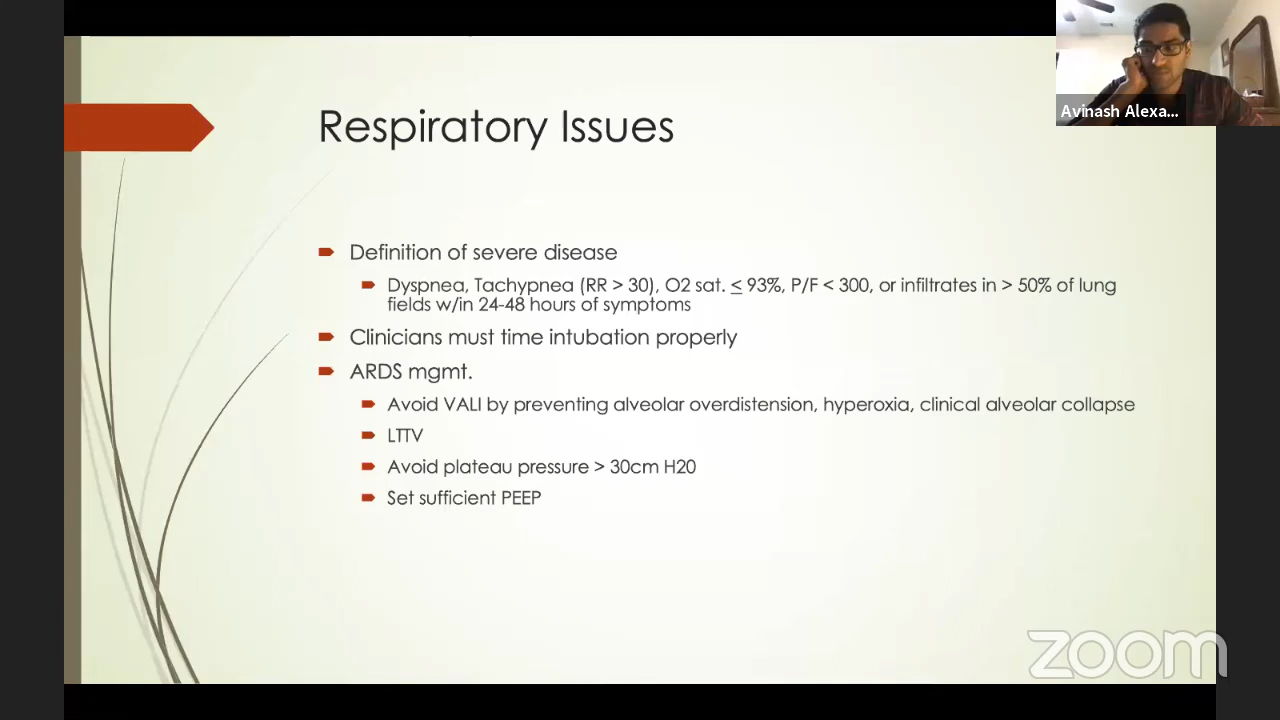 Respiratory Issues
Avinash Alexa...
Definition of severe disease
Dyspnea, Tachypnea (RR > 30), O2 sat. ≤ 93%, P/F < 300, or infiltrates in > 50% of lung
fields w/in 24-48 hours of symptoms
Clinicians must time intubation properly
ARDS mgmt.
Avoid VALI by preventing alveolar overdistension, hyperoxia, clinical alveolar collapse
LTTV
Avoid plateau pressure > 30cm H20
Set sufficient PEEP
zoom